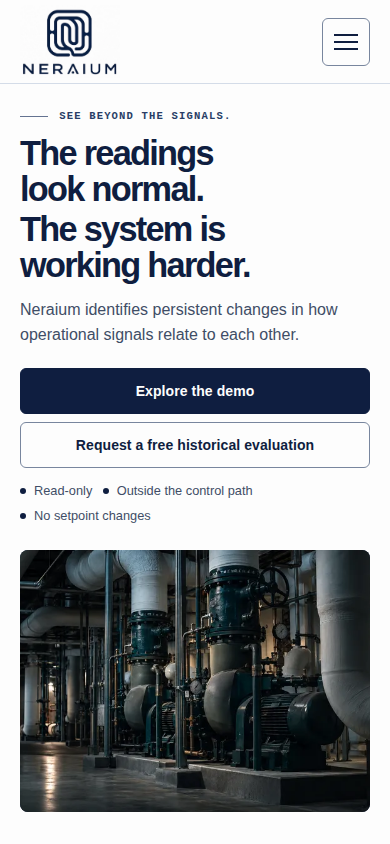 NERAIUM
SEE BEYOND THE SIGNALS.
The readings
look normal.
The system is
working harder.
Neraium identifies persistent changes in how
operational signals relate to each other.
Explore the demo
Request a free historical evaluation
Read-only
Outside the control path
No setpoint changes